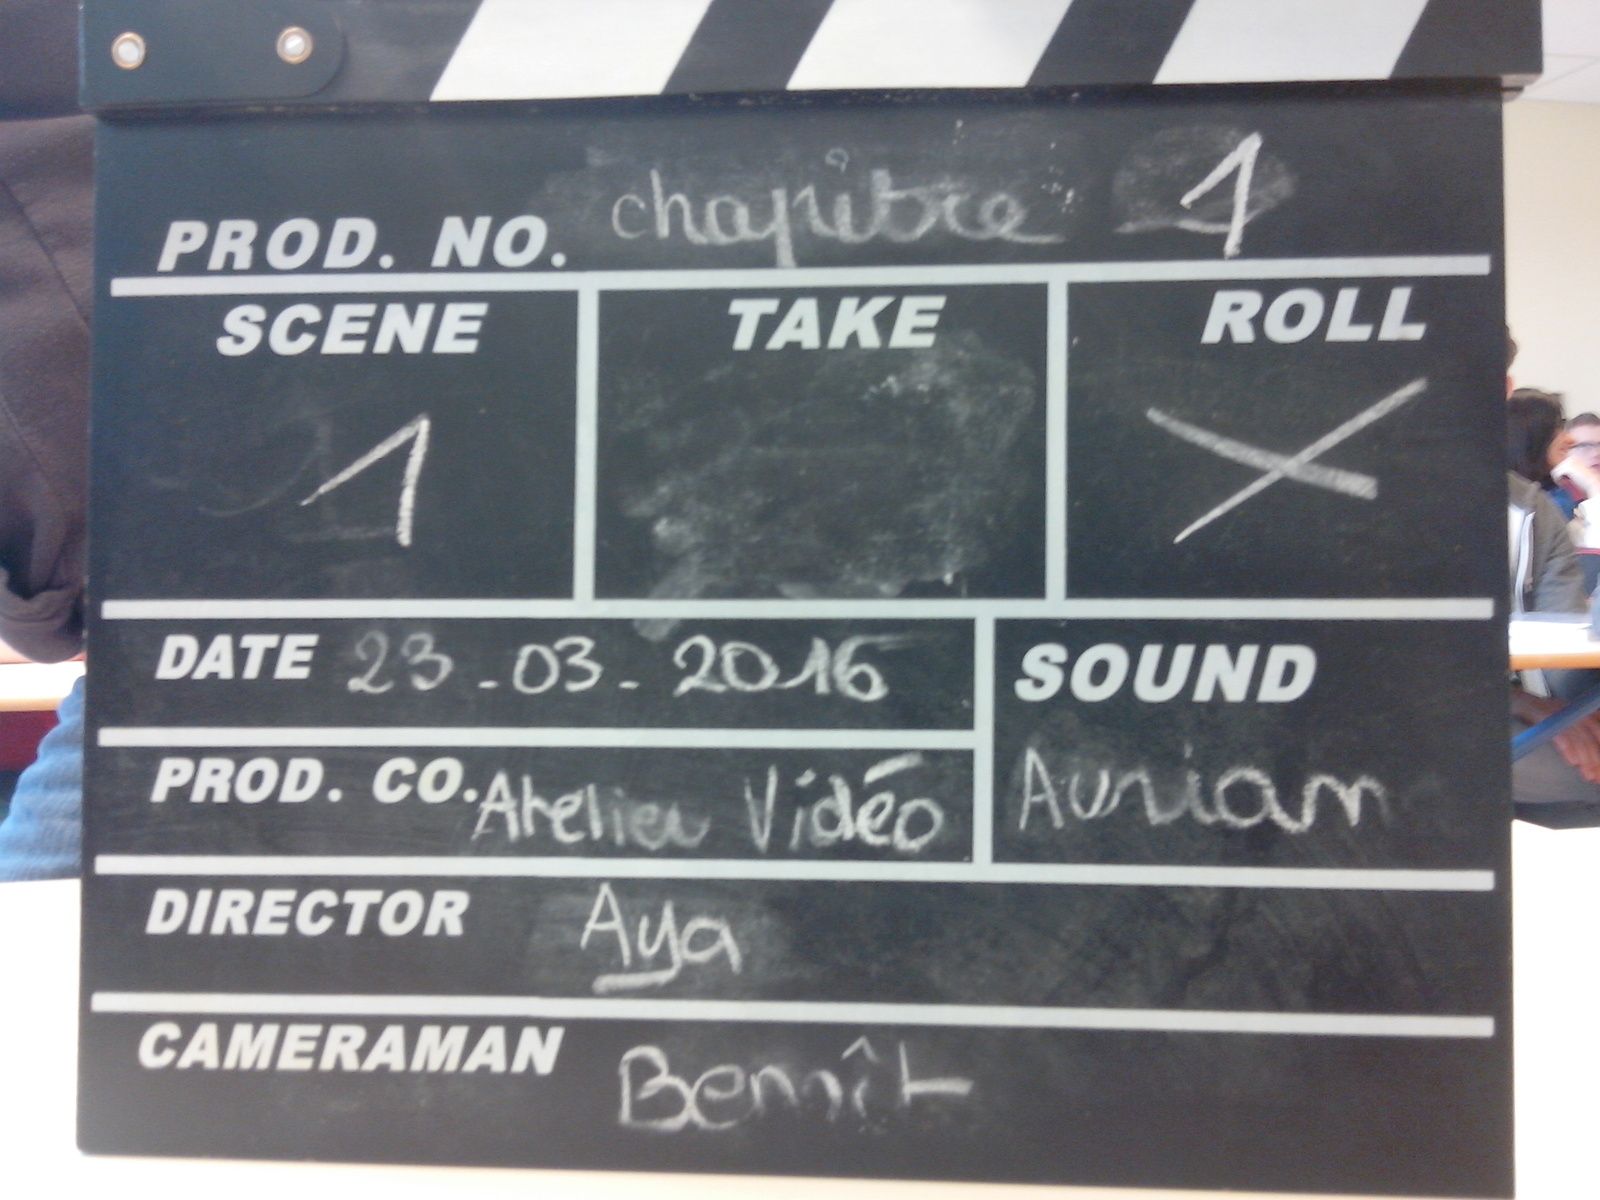 PROD. NO. chapitre 1
SCENE TAKE ROLL
1 X
DATE 23-03-2016 SOUND
PROD. CO. Atelier Vidéo Aurian
DIRECTOR Aya
CAMERAMAN